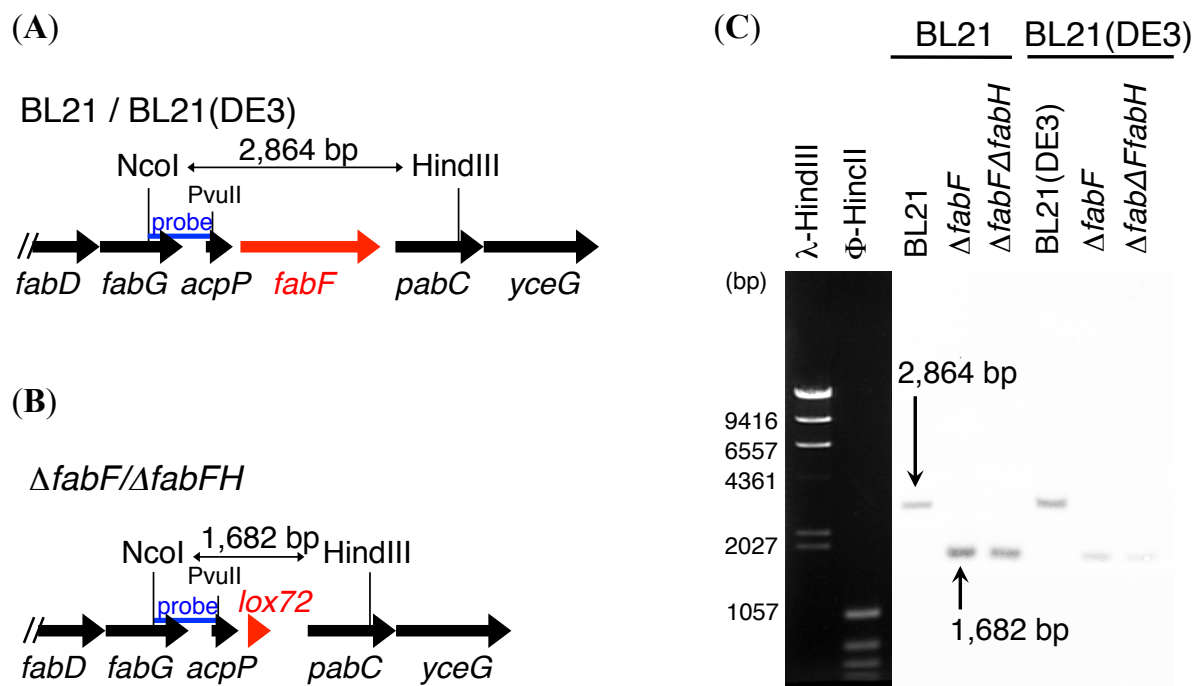 (A)
BL21 / BL21(DE3)
2,864 bp
NcoI
HindIII
PvuII
probe
fabD
fabG
acpP
fabF
pabC
yceG
(B)
ΔfabF/ΔfabFH
1,682 bp
NcoI
HindIII
PvuII
probe
lox72
fabD
fabG
acpP
pabC
yceG
(C)
BL21
BL21(DE3)
λ-HindIII
Φ-HincII
BL21
ΔfabF
ΔfabFΔfabH
BL21(DE3)
ΔfabF
ΔfabΔFfabH
(bp)
2,864 bp
9416
6557
4361
2027
1057
1,682 bp